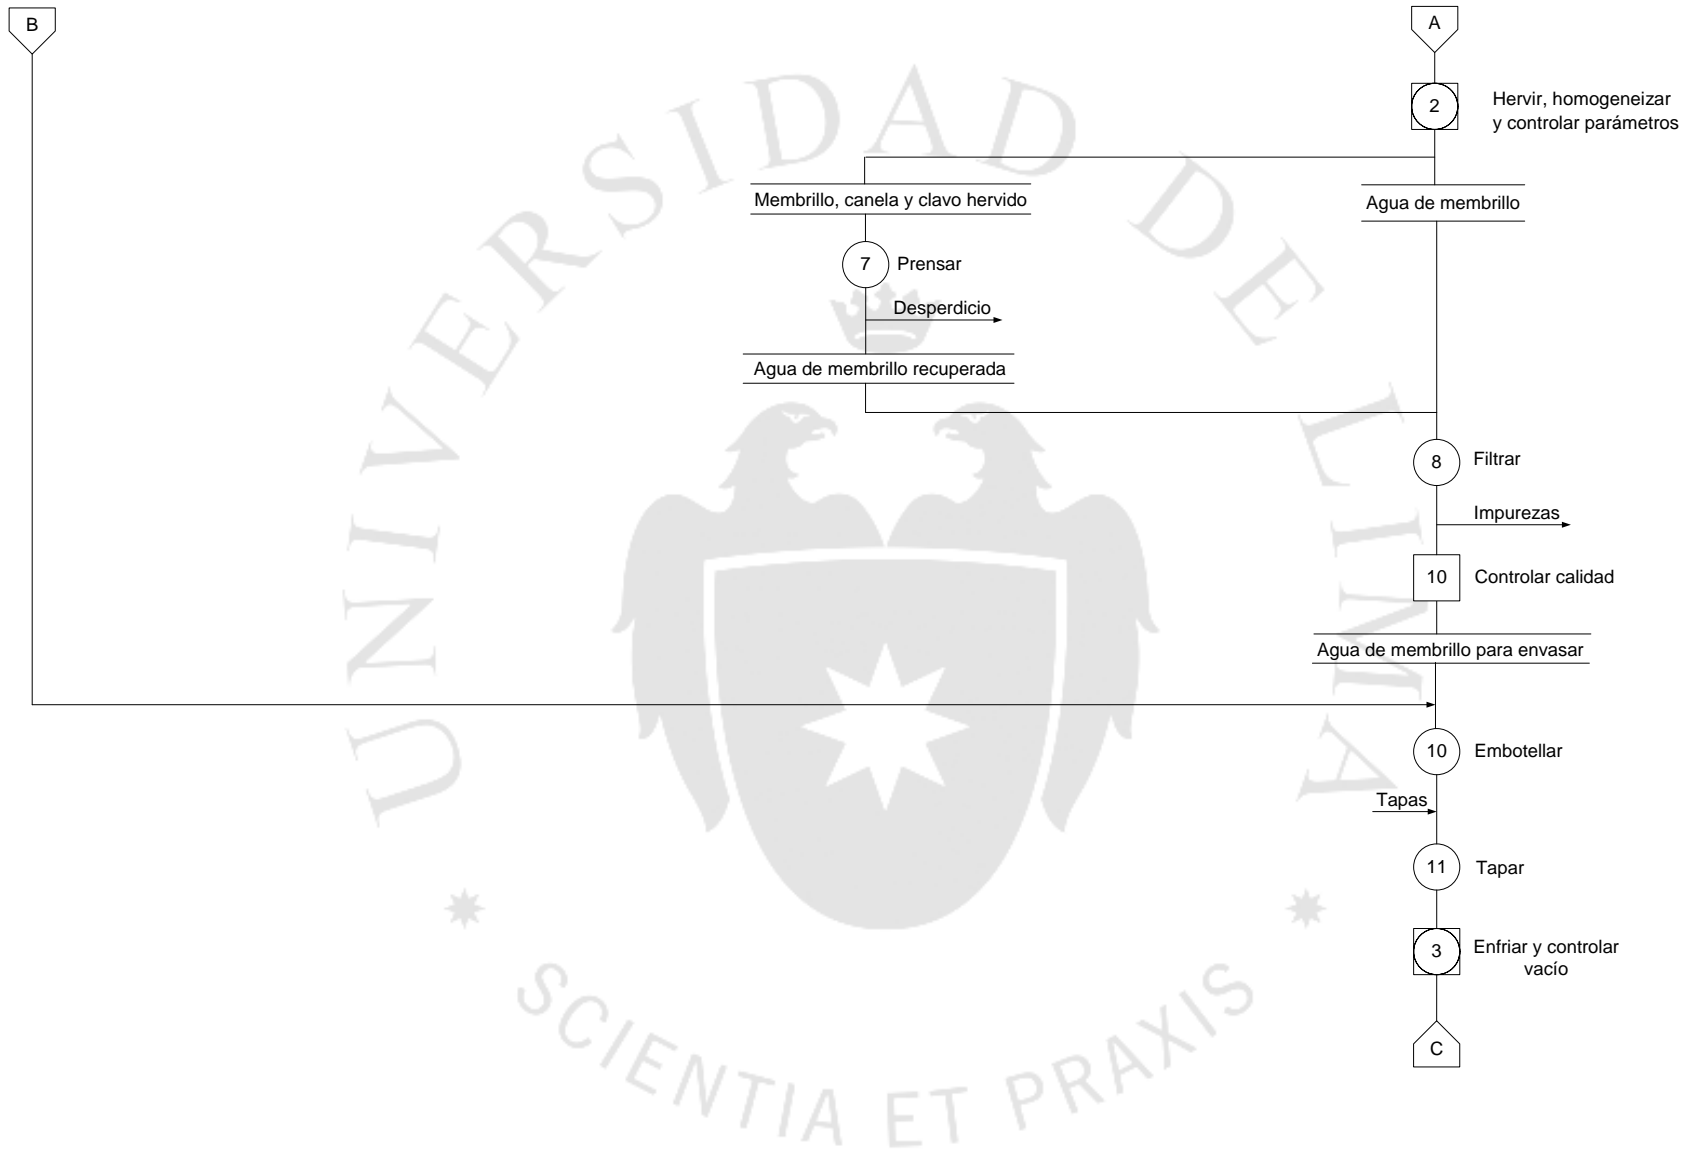 B
A
2
Hervir, homogeneizar
y controlar parámetros
Membrillo, canela y clavo hervido
Agua de membrillo
7
Prensar
Desperdicio
Agua de membrillo recuperada
8
Filtrar
Impurezas
10
Controlar calidad
Agua de membrillo para envasar
10
Embotellar
Tapas
11
Tapar
3
Enfriar y controlar
vacío
C
UNIVERSIDAD DE LIMA
SCIENTIA ET PRAXIS